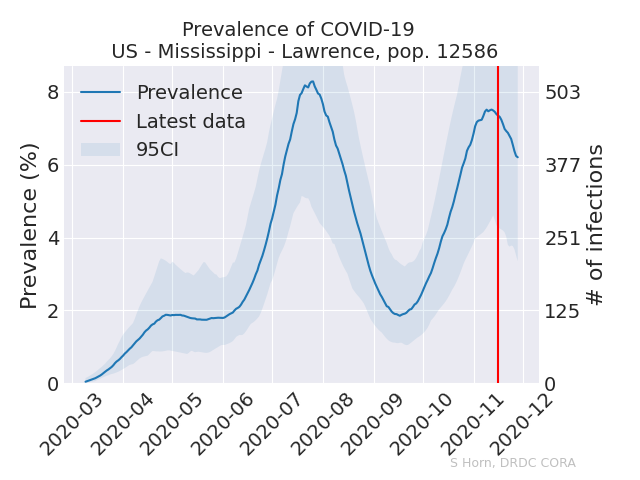 Prevalence of COVID-19
US - Mississippi - Lawrence, pop. 12586
Prevalence
Latest data
95CI
Prevalence (%)
8
6
4
2
0
503
377
251
125
0
# of infections
2020-03
2020-04
2020-05
2020-06
2020-07
2020-08
2020-09
2020-10
2020-11
2020-12
S Horn, DRDC CORA